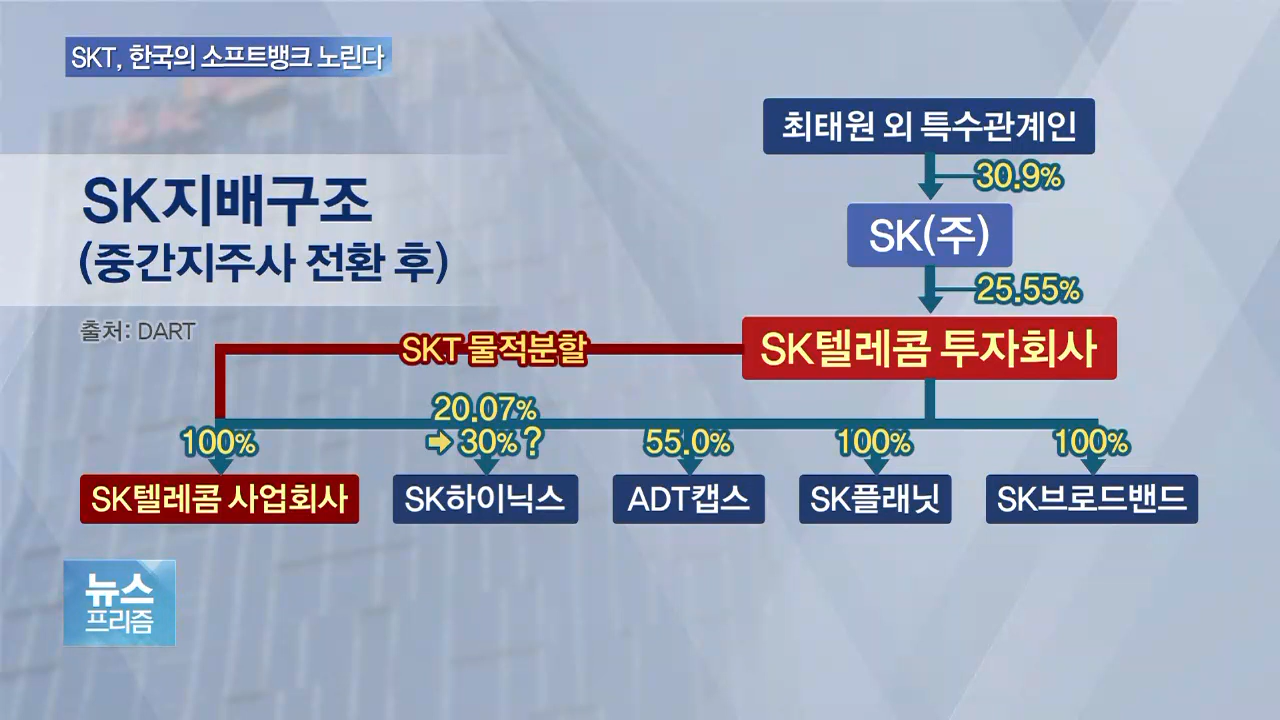 SKT, 한국의 소프트뱅크 노린다
SK지배구조
(중간지주사 전환 후)
출처: DART
최태원 외 특수관계인
30.9%
SK(주)
25.55%
SK텔레콤 투자회사
SKT 물적분할
100%
20.07%
➡ 30%?
55.0%
100%
100%
SK텔레콤 사업회사
SK하이닉스
ADT캡스
SK플래닛
SK브로드밴드
뉴스
프리즘